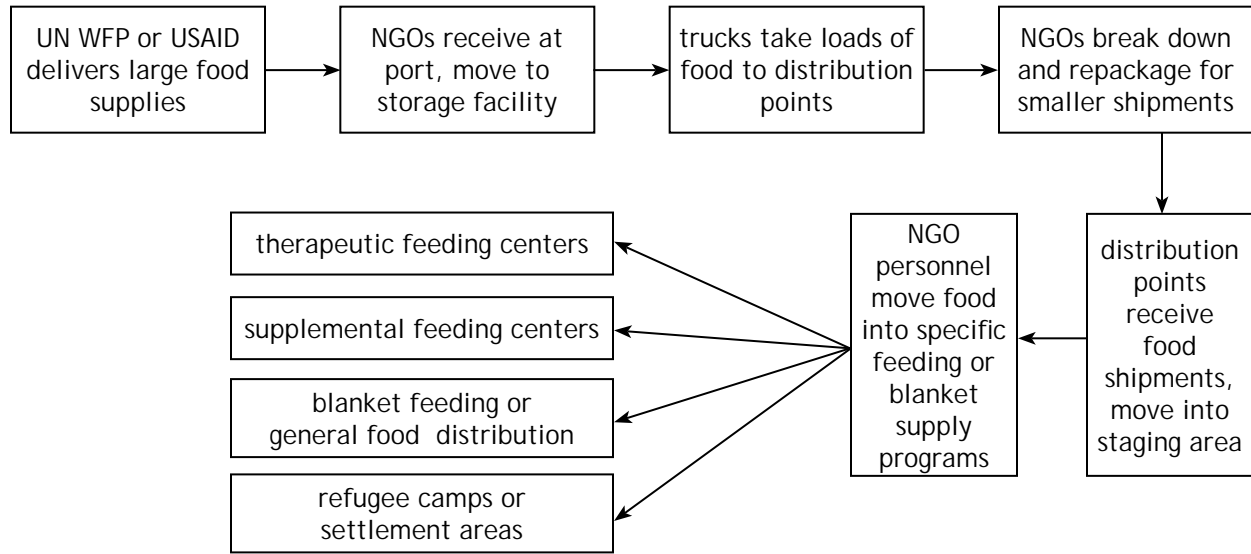 UN WFP or USAID
delivers large food
supplies
NGOs receive at
port, move to
storage facility
trucks take loads of
food to distribution
points
NGOs break down
and repackage for
smaller shipments
distribution
points
receive
food
shipments,
move into
staging area
NGO
personnel
move food
into specific
feeding or
blanket
supply
programs
therapeutic feeding centers
supplemental feeding centers
blanket feeding or
general food distribution
refugee camps or
settlement areas